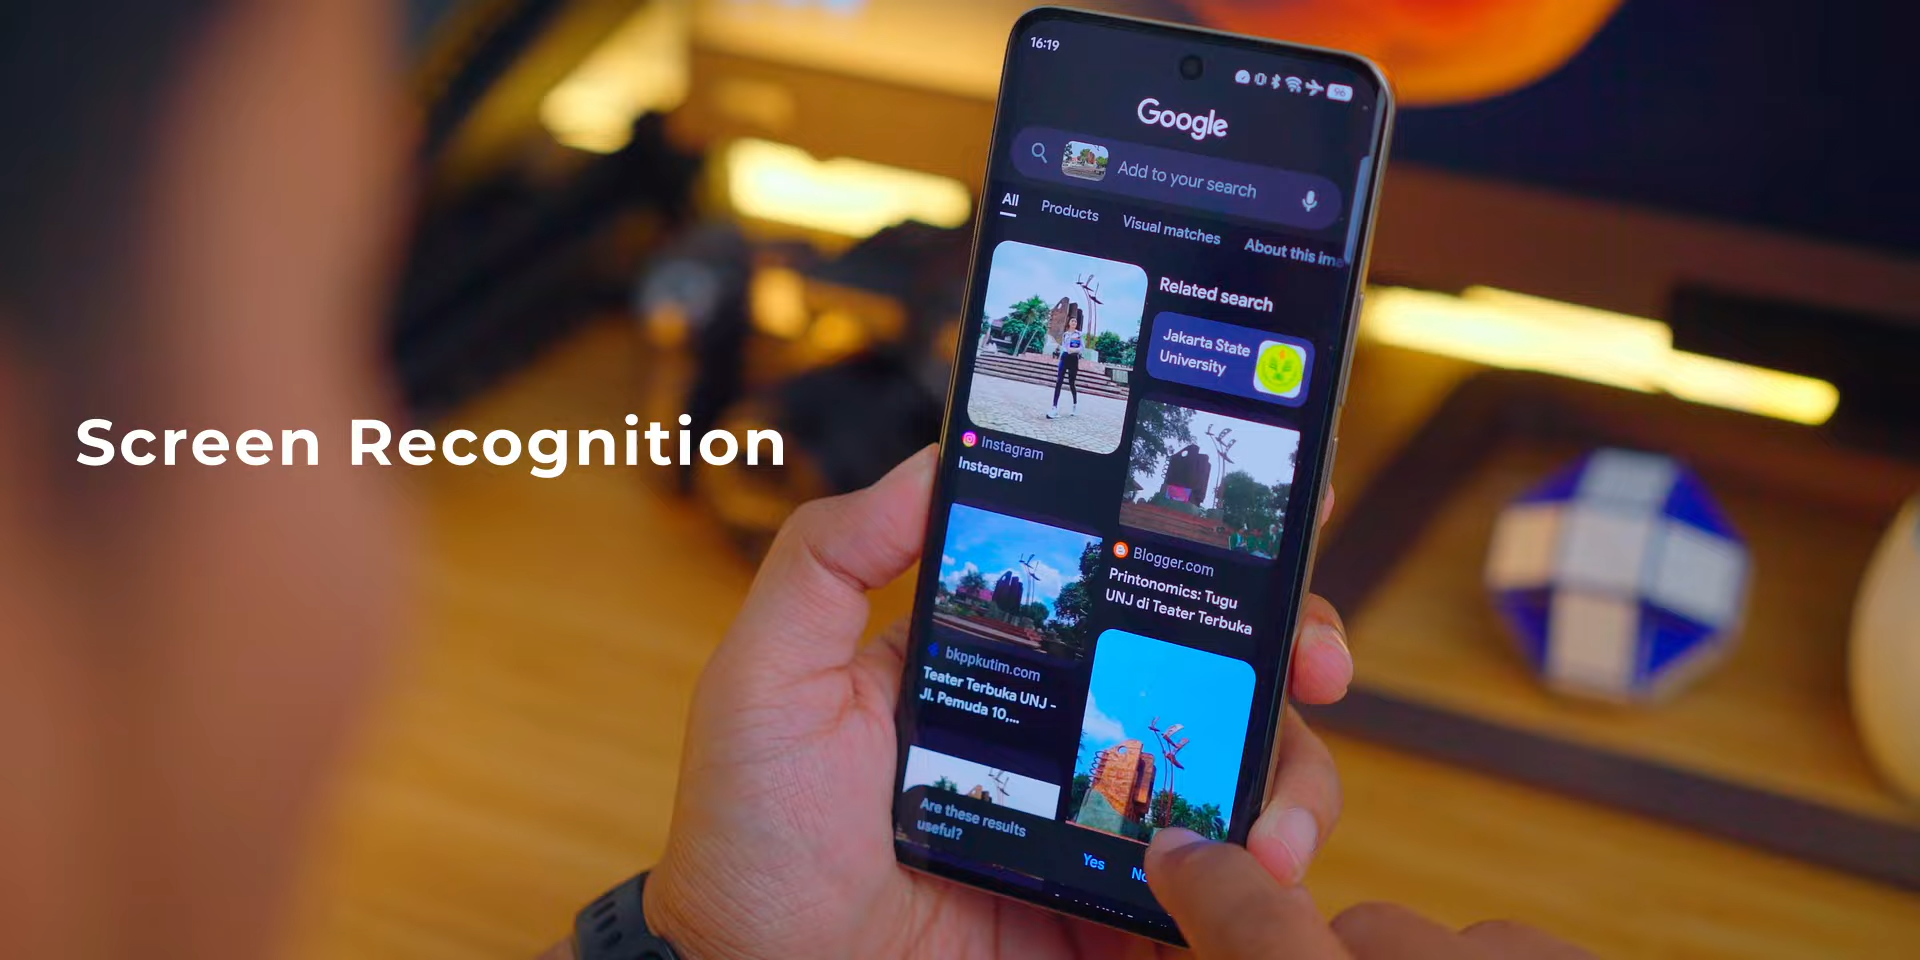 16:19
96
Google
Add to your search
All
Products
Visual matches
About this ima
Related search
Jakarta State
University
Instagram
Instagram
Blogger.com
Printonomics: Tugu
UNJ di Teater Terbuka
bkppkutim.com
Teater Terbuka UNJ -
Jl. Pemuda 10,...
Are these results
useful?
Yes
No
Screen Recognition